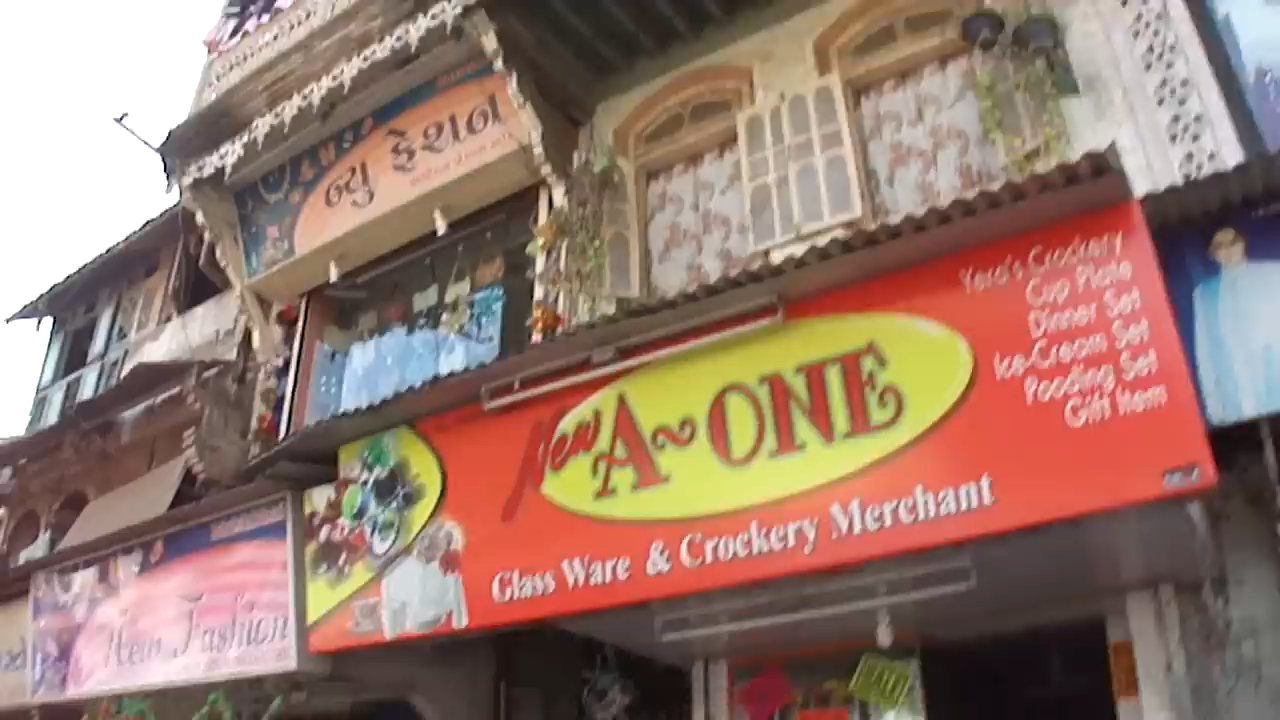 ન્યુ ફેશન
New A~ONE
Glass Ware & Crockery Merchant
Yera's Crockery
Cup Plate
Dinner Set
Ice-Cream Set
Pooding Set
Gift Item
New Fashion